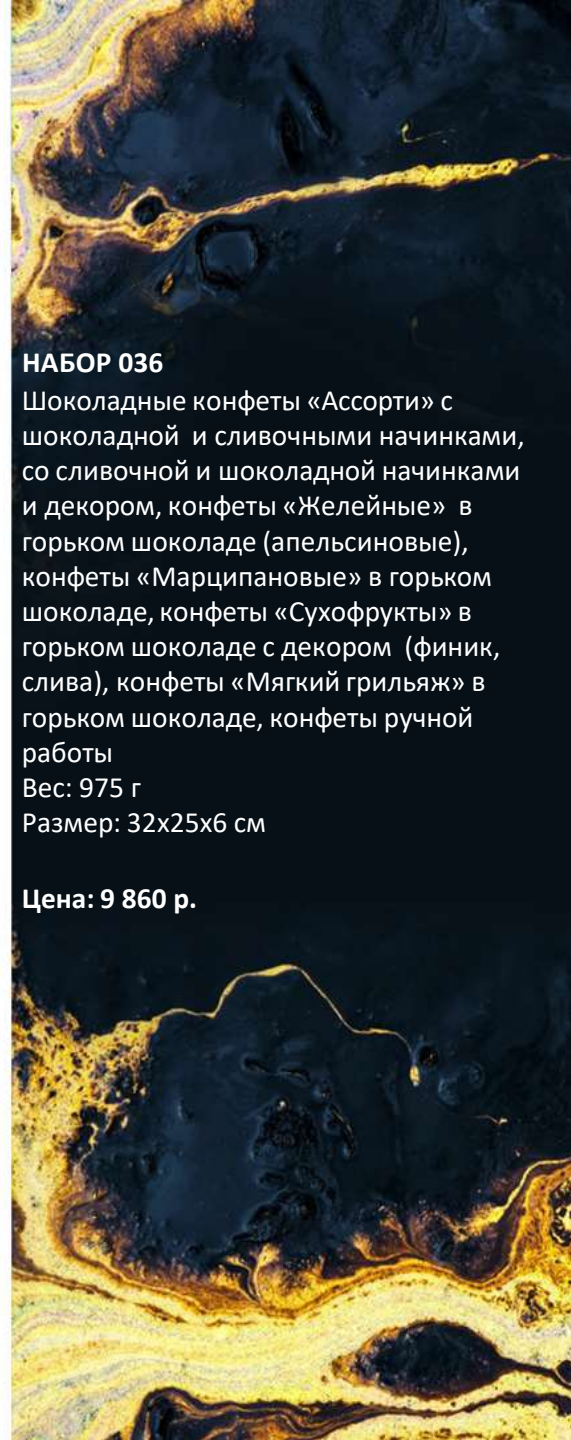 НАБОР 036
Шоколадные конфеты «Ассорти» с
шоколадной и сливочными начинками,
со сливочной и шоколадной начинками
и декором, конфеты «Желейные» в
горьком шоколаде (апельсиновые),
конфеты «Марципановые» в горьком
шоколаде, конфеты «Сухофрукты» в
горьком шоколаде с декором (финик,
слива), конфеты «Мягкий грильяж» в
горьком шоколаде, конфеты ручной
работы
Вес: 975 г
Размер: 32х25х6 см
Цена: 9 860 р.